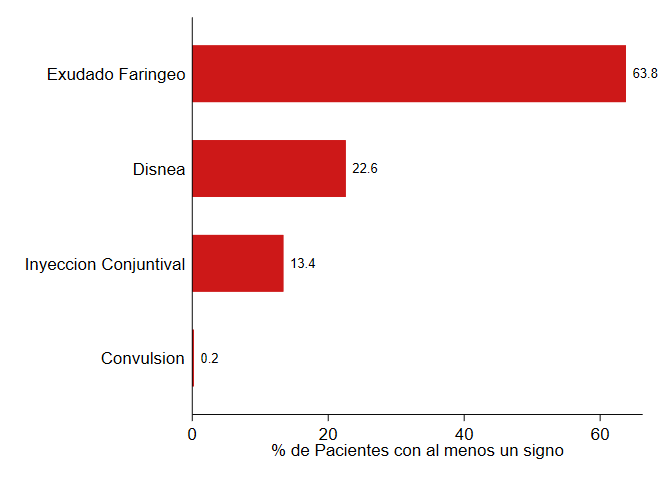 Exudado Faringeo
63.8
Disnea
22.6
Inyeccion Conjuntival
13.4
Convulsion
0.2
0 20 40 60
% de Pacientes con al menos un signo